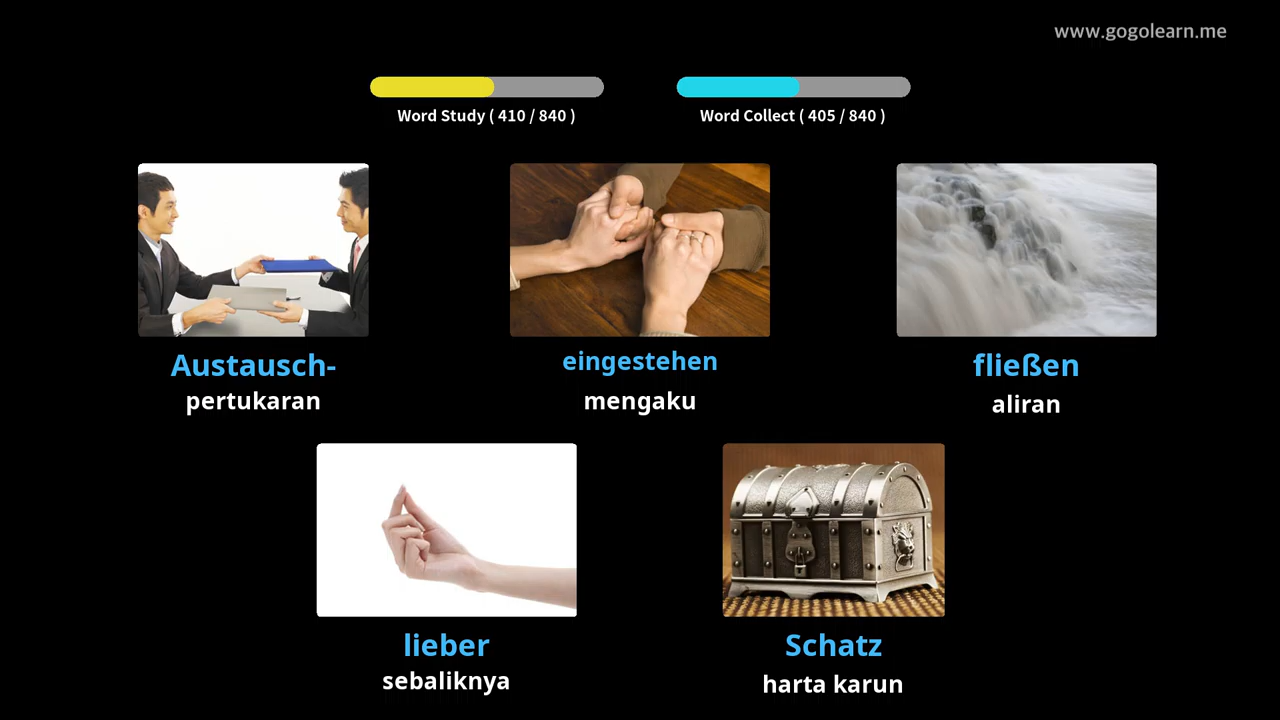 www.gogolearn.me
Word Study ( 410 / 840 )
Word Collect ( 405 / 840 )
Austausch-
pertukaran
eingestehen
mengaku
fließen
aliran
lieber
sebaliknya
Schatz
harta karun